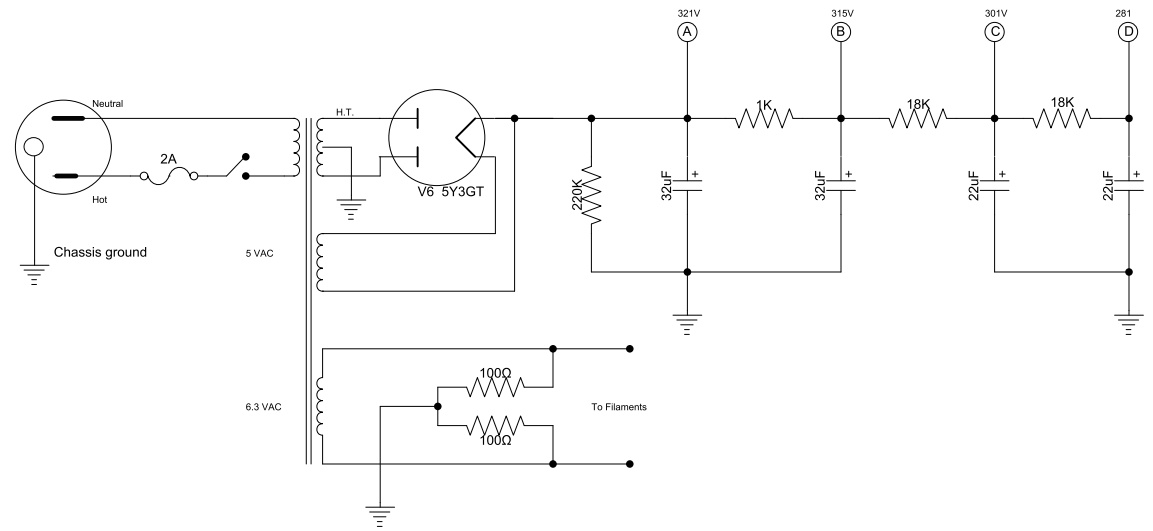 321V
315V
301V
281
A
B
C
D
Neutral
H.T.
1K
18K
18K
2A
V6 5Y3GT
220K
32uF
+
32uF
+
22uF
+
22uF
+
Hot
Chassis ground
5 VAC
100Ω
6.3 VAC
To Filaments
100Ω